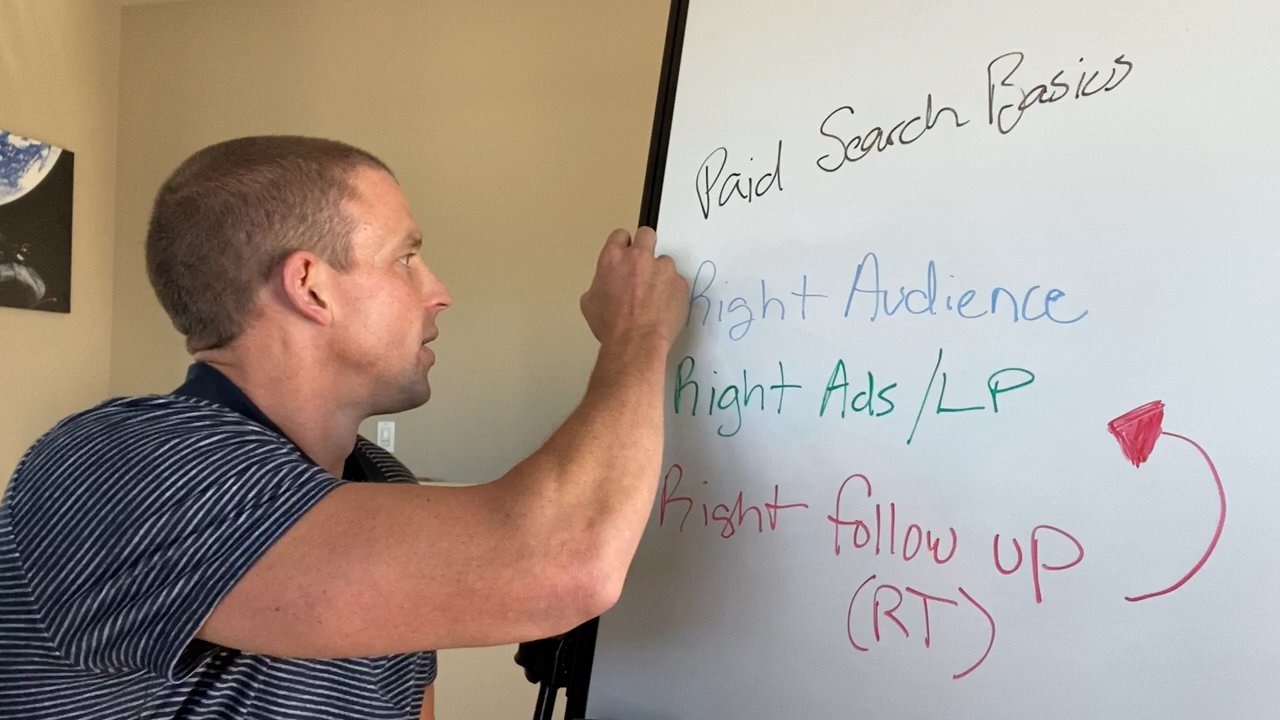 Paid Search Basics
Right Audience
Right Ads/LP
Right follow up
(RT)